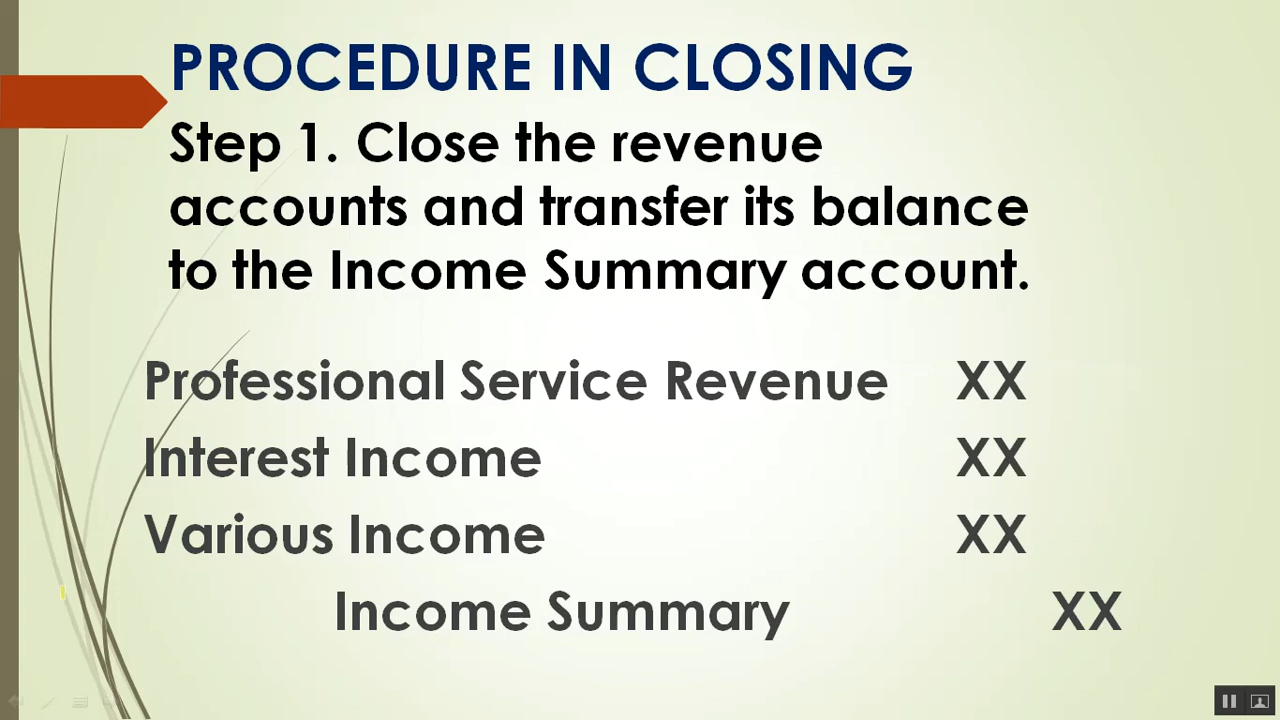 PROCEDURE IN CLOSING
Step 1. Close the revenue
accounts and transfer its balance
to the Income Summary account.
Professional Service Revenue XX
Interest Income XX
Various Income XX
Income Summary XX